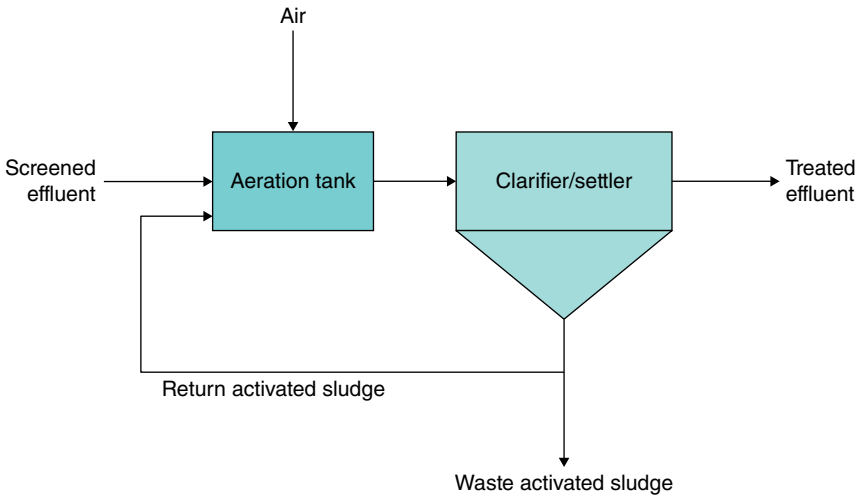 Air
Screened
effluent
Aeration tank
Clarifier/settler
Treated
effluent
Return activated sludge
Waste activated sludge